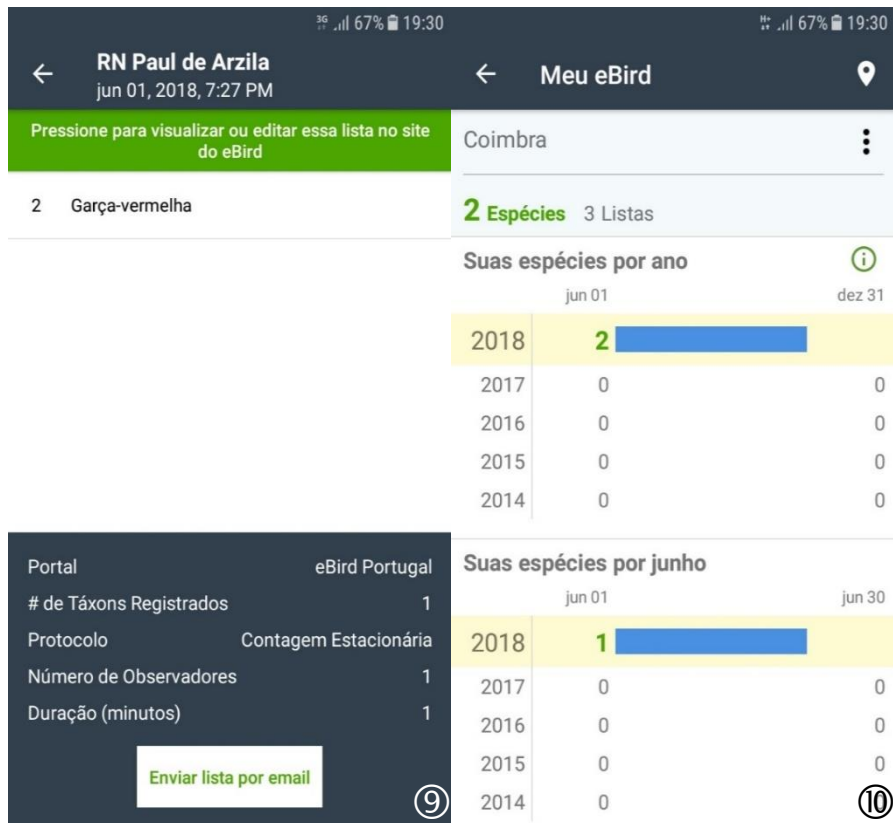 3G 67% 19:30
RN Paul de Arzila
jun 01, 2018, 7:27 PM
Pressione para visualizar ou editar essa lista no site
do eBird
2 Garça-vermelha
Portal eBird Portugal
# de Táxons Registrados 1
Protocolo Contagem Estacionária
Número de Observadores 1
Duração (minutos) 1
Enviar lista por email
⑨
H+ 67% 19:30
Meu eBird
Coimbra
2 Espécies 3 Listas
Suas espécies por ano
jun 01 dez 31
2018 2
2017 0 0
2016 0 0
2015 0 0
2014 0 0
Suas espécies por junho
jun 01 jun 30
2018 1
2017 0 0
2016 0 0
2015 0 0
2014 0
⑩